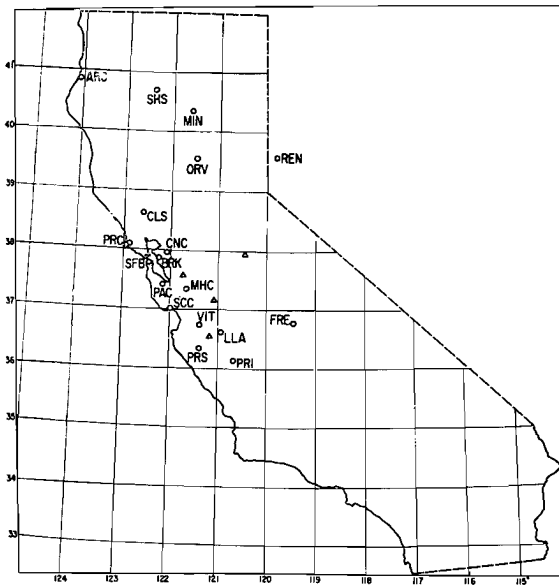 41
ARC
SHS
MIN
40
ORV
REN
39
CLS
38
PRC
CNC
SFB
BRK
MHC
37
PAC
SCC
VIT
FRE
LLA
36
PRS
PRI
35
34
33
124 123 122 121 120 119 118 117 116 115